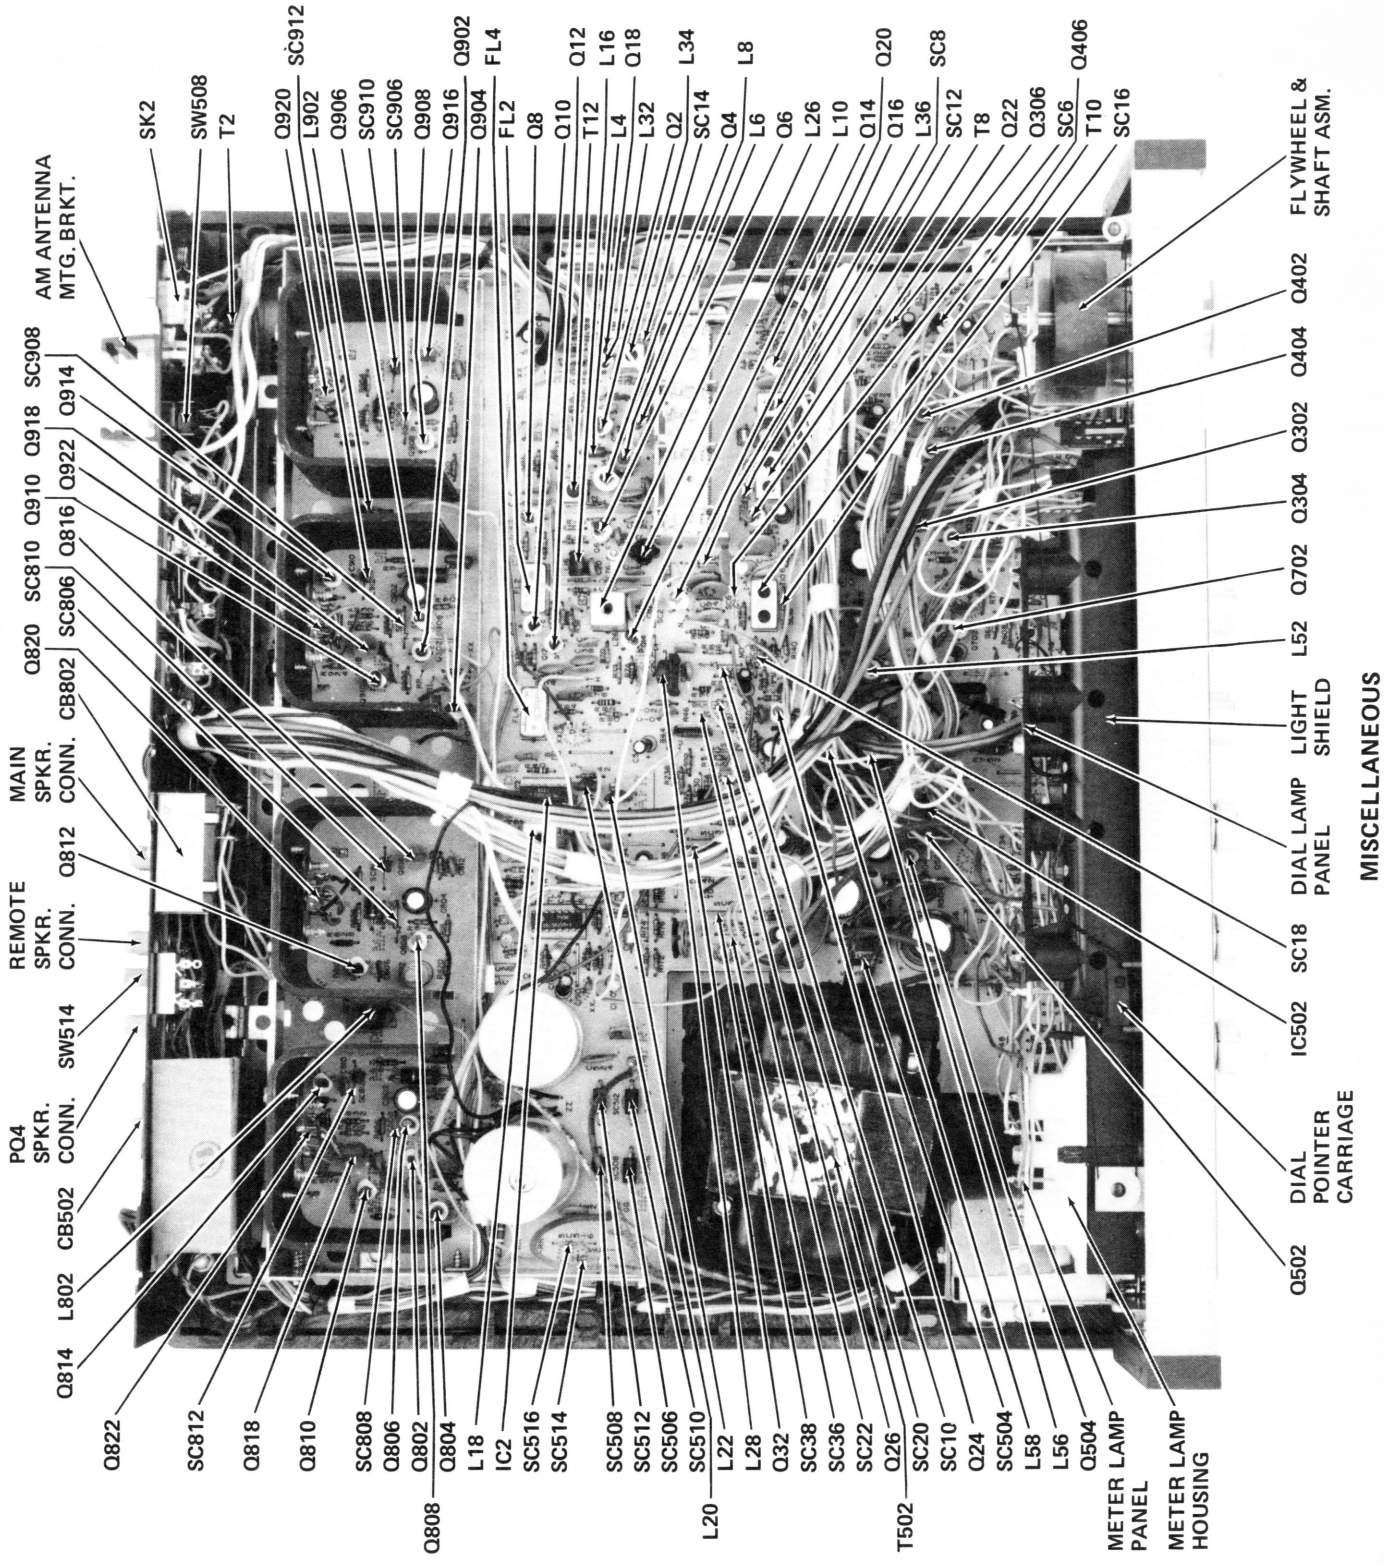 PQ4
SPKR.
CONN.
REMOTE
SPKR.
CONN.
MAIN
SPKR.
CONN.
AM ANTENNA
MTG. BRKT.
Q814
L802
CB502
SW514
Q812
CB802
Q820
SC806
SC810
Q816
Q910
Q922
Q918
Q914
SC908
SK2
SW508
T2
Q920
SC912
L902
Q906
SC910
SC906
Q908
Q916
Q902
Q904
FL4
FL2
Q8
Q10
Q12
T12
L16
L4
Q18
L32
L34
Q2
SC14
Q4
L8
L6
Q6
L26
L10
Q14
Q20
Q16
L36
SC8
SC12
T8
Q22
Q306
SC6
Q406
T10
SC16
FLYWHEEL &
SHAFT ASM.
Q822
SC812
Q818
Q810
SC808
Q806
Q802
Q808
Q804
L18
IC2
SC516
SC514
SC508
SC512
SC506
SC510
L20
L22
L28
Q32
SC38
SC36
SC22
Q26
T502
SC20
SC10
Q24
SC504
L58
L56
Q504
METER LAMP
PANEL
METER LAMP
HOUSING
Q502
DIAL
POINTER
CARRIAGE
IC502
SC18
DIAL LAMP
PANEL
LIGHT
SHIELD
L52
Q702
Q304
Q302
Q404
Q402
MISCELLANEOUS